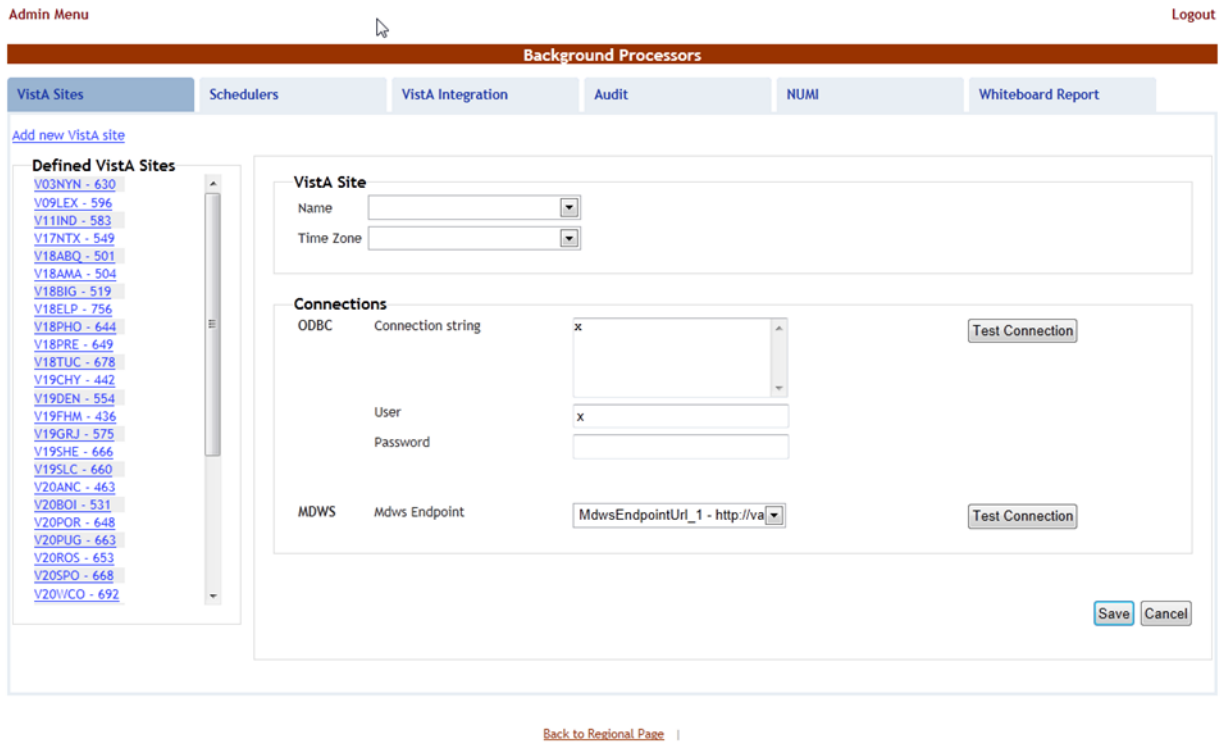 Admin Menu
Logout
Background Processors
VistA Sites
Schedulers
VistA Integration
Audit
NUMI
Whiteboard Report
Add new VistA site
Defined VistA Sites
V03NYN - 630
V09LEX - 596
V11IND - 583
V17NTX - 549
V18ABQ - 501
V18AMA - 504
V18BIG - 519
V18ELP - 756
V18PHO - 644
V18PRE - 649
V18TUC - 678
V19CHY - 442
V19DEN - 554
V19FHM - 436
V19GRJ - 575
V19SHE - 666
V19SLC - 660
V20ANC - 463
V20BOI - 531
V20POR - 648
V20PUG - 663
V20ROS - 653
V20SPO - 668
V20WCO - 692
VistA Site
Name
Time Zone
Connections
ODBC Connection string x Test Connection
User x
Password
MDWS Mdws Endpoint MdwsEndpointUrl_1 - http://va Test Connection
Save Cancel
Back to Regional Page |